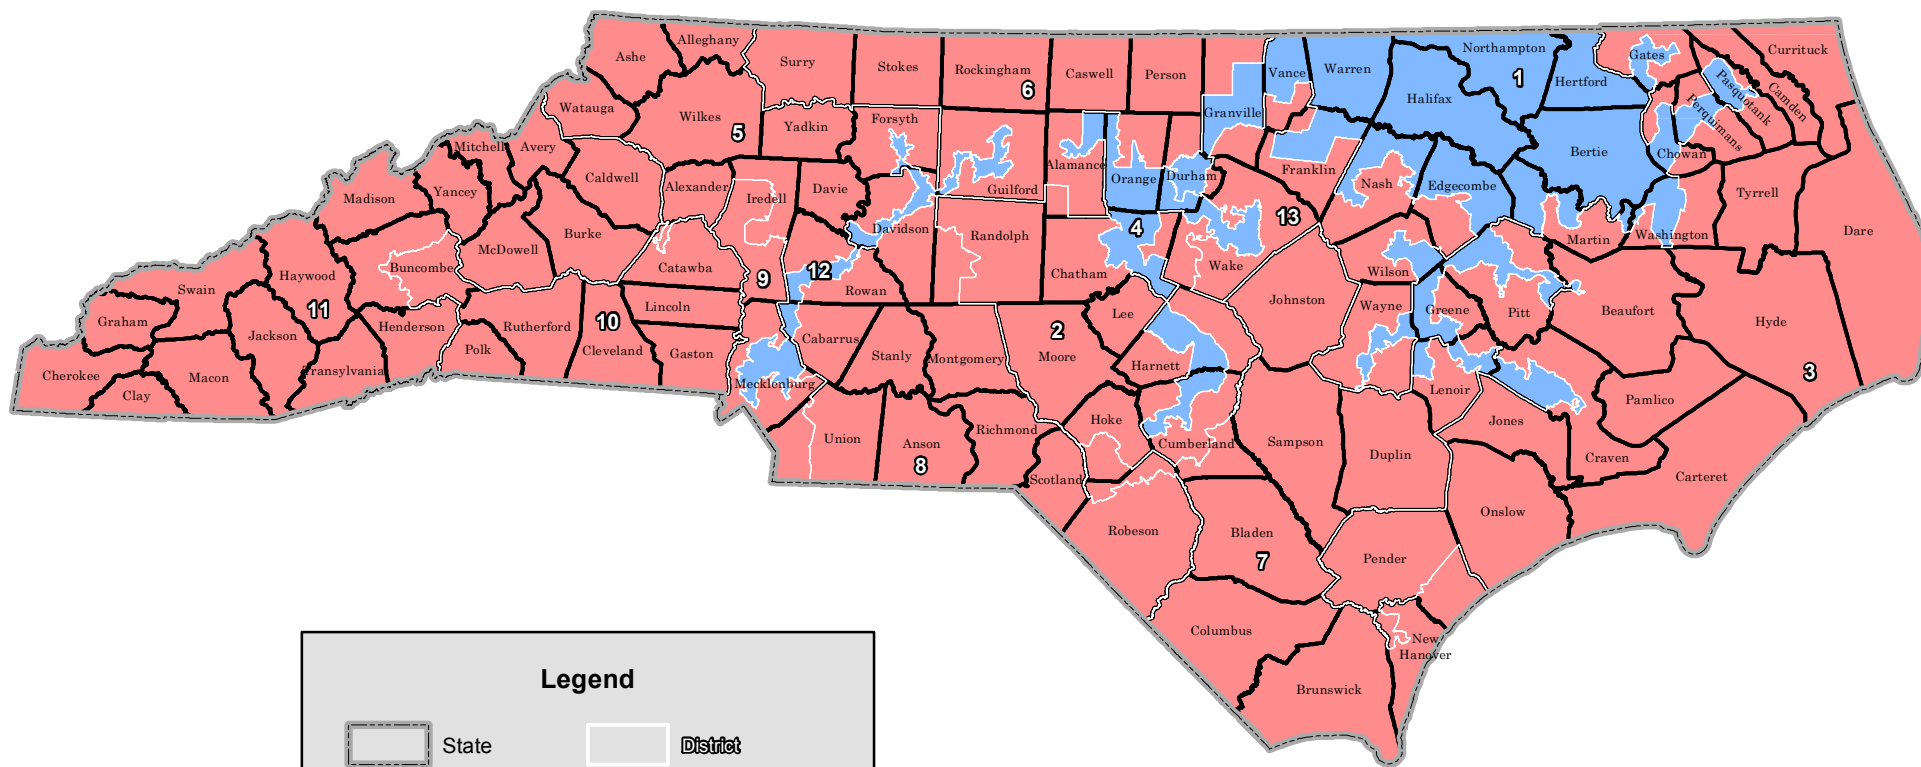 Alleghany
Ashe
Surry
Stokes
Rockingham
6
Caswell
Person
Vance
Warren
Northampton
1
Hertford
Gates
Currituck
Watauga
Wilkes
5
Yadkin
Forsyth
Granville
Halifax
Pasquotank
Camden
Perquimans
Mitchell
Avery
Alamance
Orange
Durham
Franklin
Nash
Edgecombe
Bertie
Chowan
Madison
Yancey
Caldwell
Alexander
Iredell
Davie
Guilford
Davidson
Randolph
4
13
Martin
Washington
Tyrrell
Dare
McDowell
Burke
Haywood
Buncombe
Catawba
9
12
Rowan
Chatham
Wake
Wilson
Swain
Graham
11
Jackson
Henderson
Rutherford
10
Lincoln
Lee
Johnston
Wayne
Greene
Pitt
Beaufort
Hyde
3
Polk
Cleveland
Gaston
Cabarrus
Stanly
Montgomery
2
Moore
Harnett
Cherokee
Clay
Macon
Transylvania
Mecklenburg
Lenoir
Pamlico
Union
Anson
8
Richmond
Hoke
Cumberland
Sampson
Duplin
Jones
Craven
Carteret
Scotland
Robeson
Bladen
7
Pender
Onslow
Columbus
New
Hanover
Brunswick
Legend
State
District